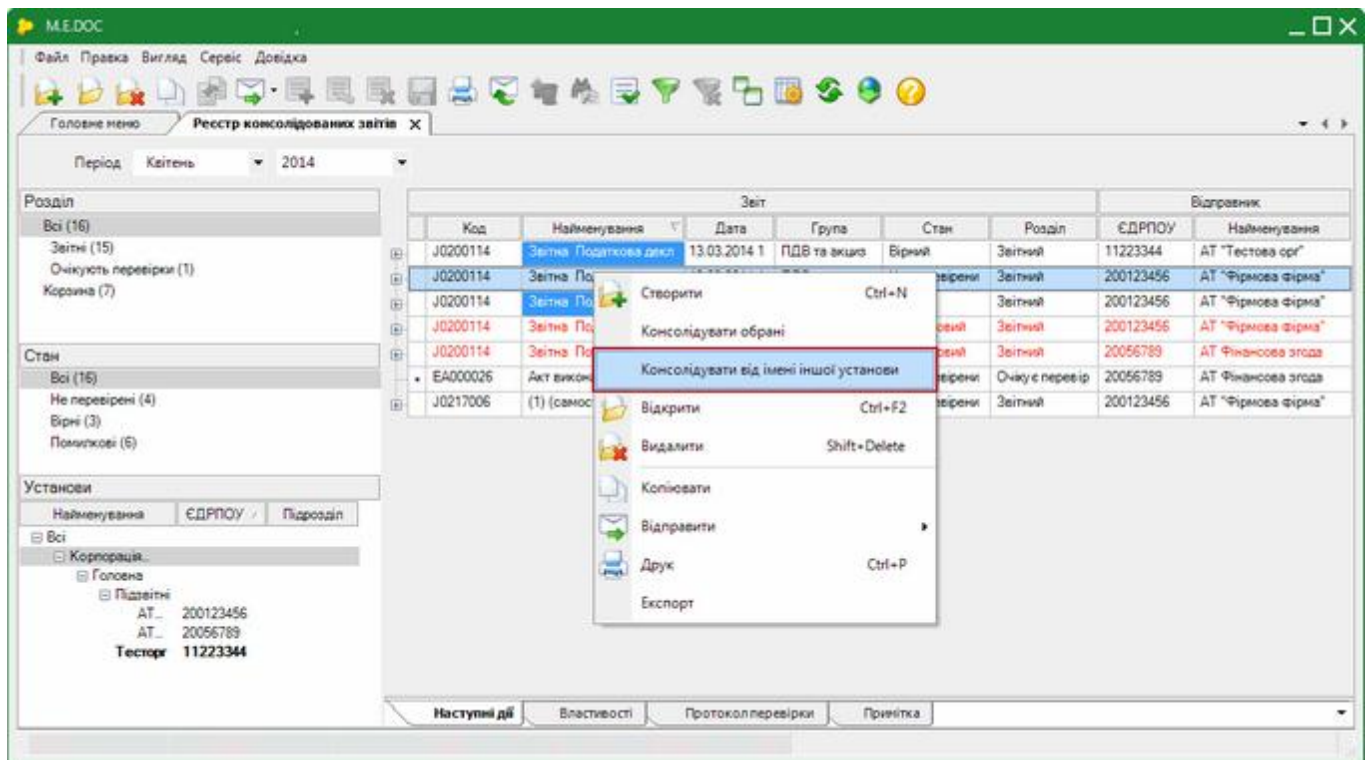 M.E.DOC
Файл Правка Вигляд Сервіс Довідка
Головне меню Реєстр консолідованих звітів X
Період Квітень 2014
Розділ
Всі (16)
Звітні (15)
Очікують перевірки (1)
Корзина (7)
Стан
Всі (16)
Не перевірені (4)
Вірні (3)
Помилкові (6)
Установи
Найменування ЄДРПОУ Підрозділ
Всі
Корпорація...
Головна
Підзвітні
АТ... 200123456
АТ... 20056789
Тесторг 11223344
Звіт Відправник
Код Найменування Дата Група Стан Розділ ЄДРПОУ Найменування
J0200114 Звітна Податкова декл 13.03.2014 1 ПДВ та акциз Вірний Звітний 11223344 АТ "Тестова орг"
J0200114 Звітна По евірени Звітний 200123456 АТ "Фірмова фірма"
J0200114 Звітна По Звітний 200123456 АТ "Фірмова фірма"
J0200114 Звітна По овий Звітний 200123456 АТ "Фірмова фірма"
J0200114 Звітна По овий Звітний 20056789 АТ Фінансова згода
EA000026 Акт викон евірени Очікує перевір 20056789 АТ Фінансова згода
J0217006 (1) (самос евірени Звітний 200123456 АТ "Фірмова фірма"
Створити Ctrl+N
Консолідувати обрані
Консолідувати від імені іншої установи
Відкрити Ctrl+F2
Видалити Shift+Delete
Копіювати
Відправити
Друк Ctrl+P
Експорт
Наступні дії Властивості Протокол перевірки Примітка